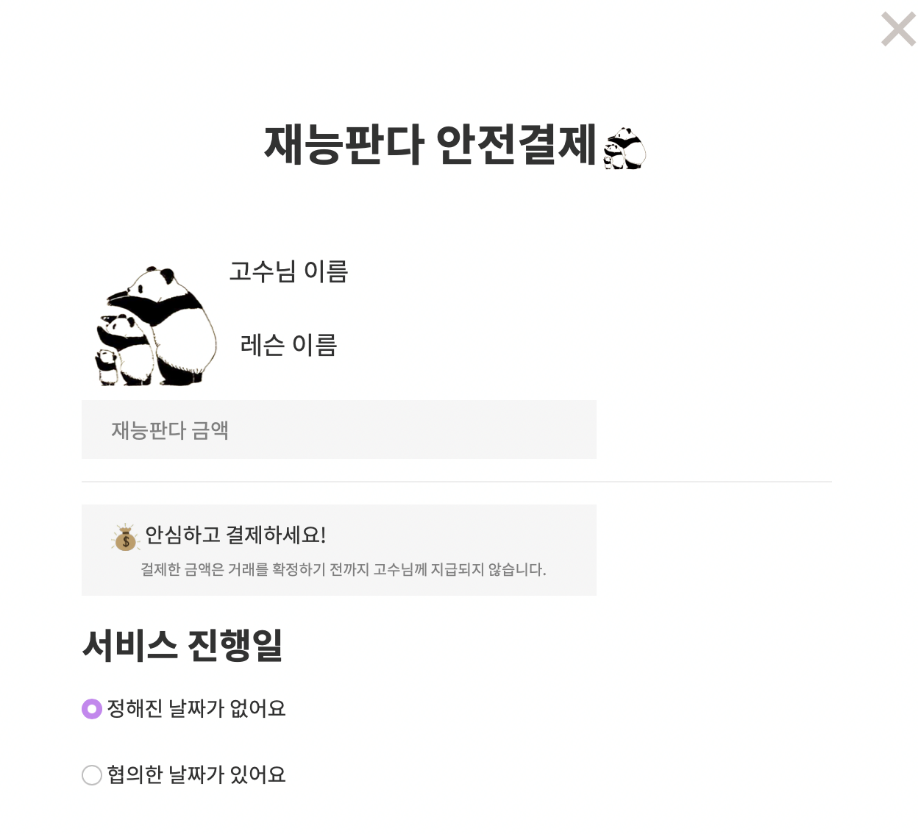 재능판다 안전결제
고수님 이름
레슨 이름
재능판다 금액
안심하고 결제하세요!
결제한 금액은 거래를 확정하기 전까지 고수님께 지급되지 않습니다.
서비스 진행일
정해진 날짜가 없어요
협의한 날짜가 있어요